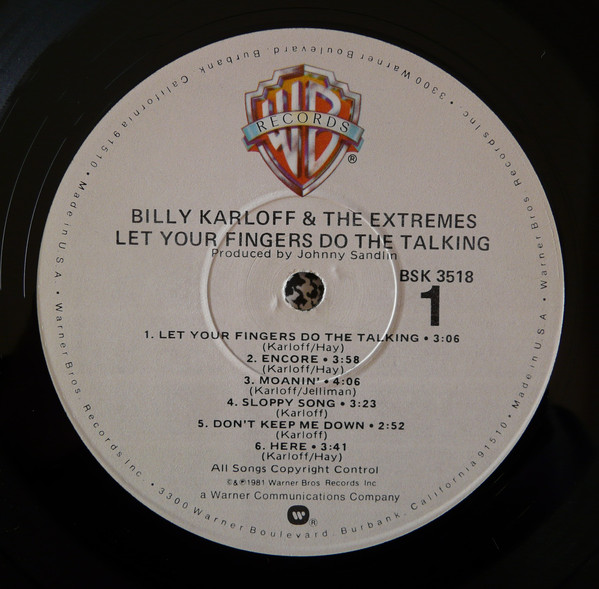 WB
RECORDS
®
BILLY KARLOFF & THE EXTREMES
LET YOUR FINGERS DO THE TALKING
Produced by Johnny Sandlin
BSK 3518
1
1. LET YOUR FINGERS DO THE TALKING • 3:06
(Karloff/Hay)
2. ENCORE • 3:58
(Karloff/Hay)
3. MOANIN' • 4:06
(Karloff/Jelliman)
4. SLOPPY SONG • 3:23
(Karloff)
5. DON'T KEEP ME DOWN • 2:52
(Karloff)
6. HERE • 3:41
(Karloff/Hay)
All Songs Copyright Control
©&℗1981 Warner Bros. Records Inc.
a Warner Communications Company
W ®
Warner Bros. Records Inc. • 3300 Warner Boulevard, Burbank, California 91510 • Made in U.S.A. •
Warner Bros. Records Inc. • 3300 Warner Boulevard, Burbank, California 91510 • Made in U.S.A. •